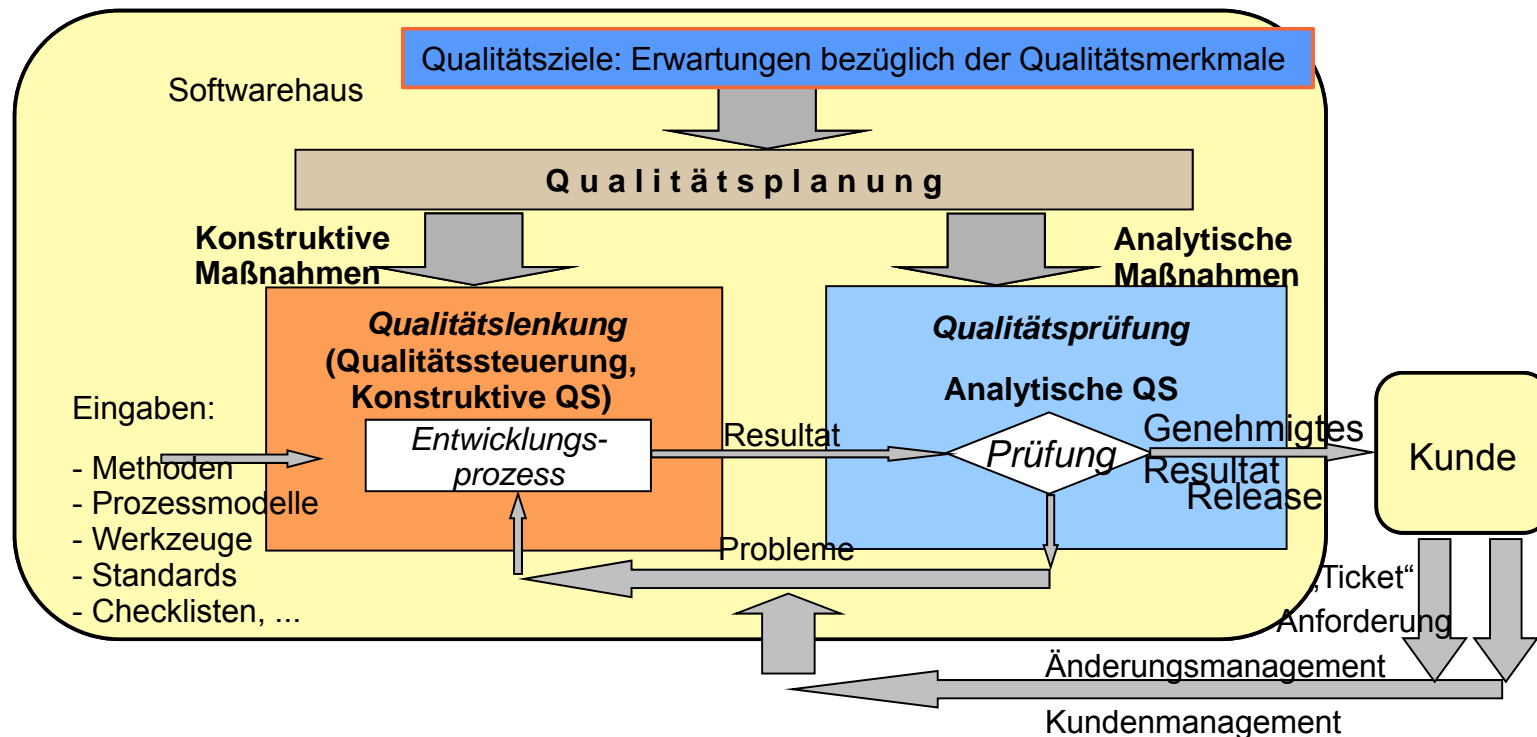 Qualitätsziele: Erwartungen bezüglich der Qualitätsmerkmale
Softwarehaus
Qualitätsplanung
Konstruktive
Maßnahmen
Analytische
Maßnahmen
Qualitätslenkung
(Qualitätssteuerung,
Konstruktive QS)
Entwicklungs-
prozess
Qualitätsprüfung
Analytische QS
Prüfung
Eingaben:
- Methoden
- Prozessmodelle
- Werkzeuge
- Standards
- Checklisten, ...
Resultat
Genehmigtes
Resultat
Release
Kunde
Probleme
„Ticket“
Anforderung
Änderungsmanagement
Kundenmanagement